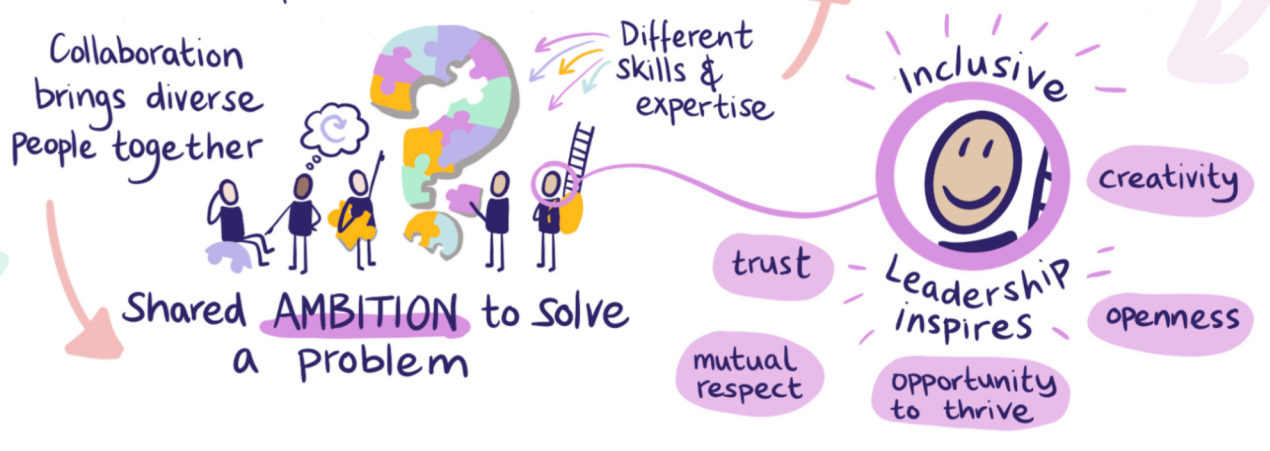 Collaboration
brings diverse
people together
Different
skills &
expertise
Shared AMBITION to solve
a problem
Inclusive
Leadership
inspires
trust
mutual
respect
opportunity
to thrive
openness
creativity